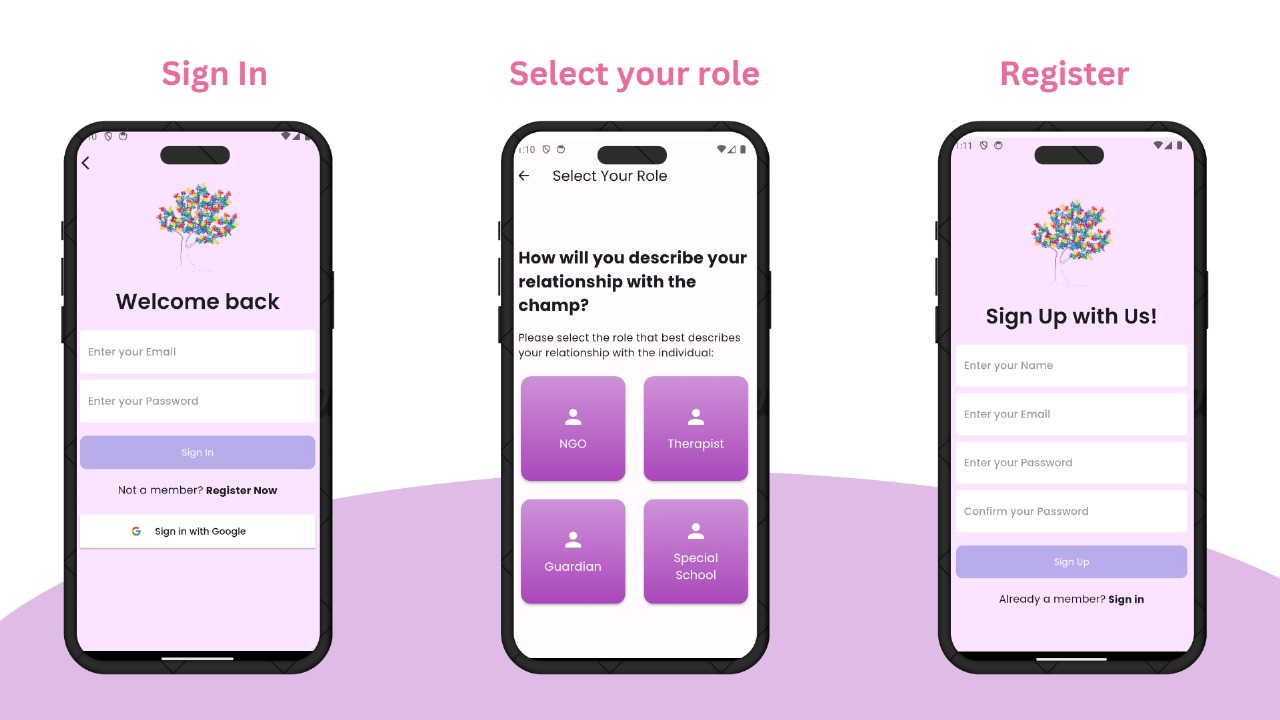 Sign In
Welcome back
Enter your Email
Enter your Password
Sign In
Not a member? Register Now
Sign in with Google
Select your role
:10
Select Your Role
How will you describe your
relationship with the
champ?
Please select the role that best describes
your relationship with the individual:
NGO
Therapist
Guardian
Special
School
Register
:11
Sign Up with Us!
Enter your Name
Enter your Email
Enter your Password
Confirm your Password
Sign Up
Already a member? Sign in